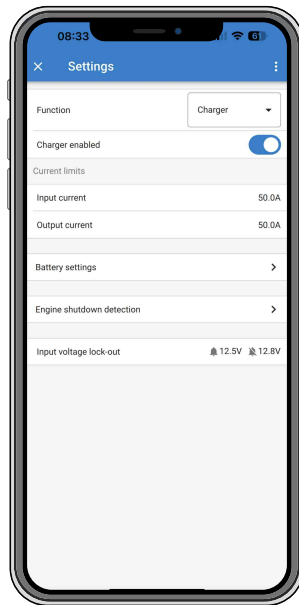 08:33 61
Settings
Function Charger
Charger enabled
Current limits
Input current 50.0A
Output current 50.0A
Battery settings
Engine shutdown detection
Input voltage lock-out 12.5V 12.8V